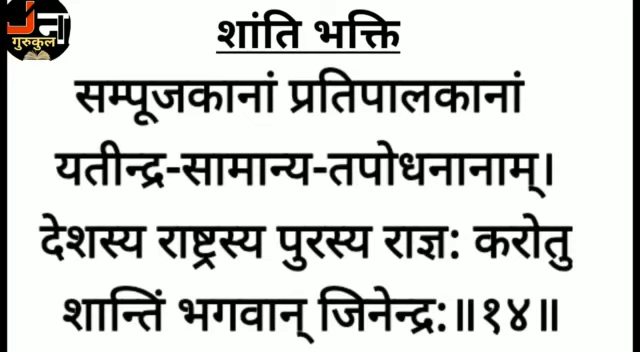 जैन
गुरुकुल
शांति भक्ति
सम्पूजकानां प्रतिपालकानां
यतीन्द्र-सामान्य-तपोधनानाम्।
देशस्य राष्ट्रस्य पुरस्य राज्ञ: करोतु
शान्तिं भगवान् जिनेन्द्र:॥१४॥